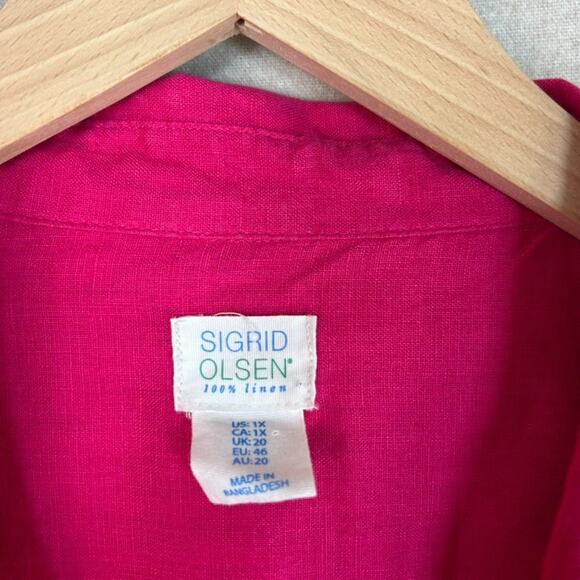 SIGRID
OLSEN®
100% linen
US: 1X
CA: 1X
UK: 20
EU: 46
AU: 20
MADE IN
BANGLADESH